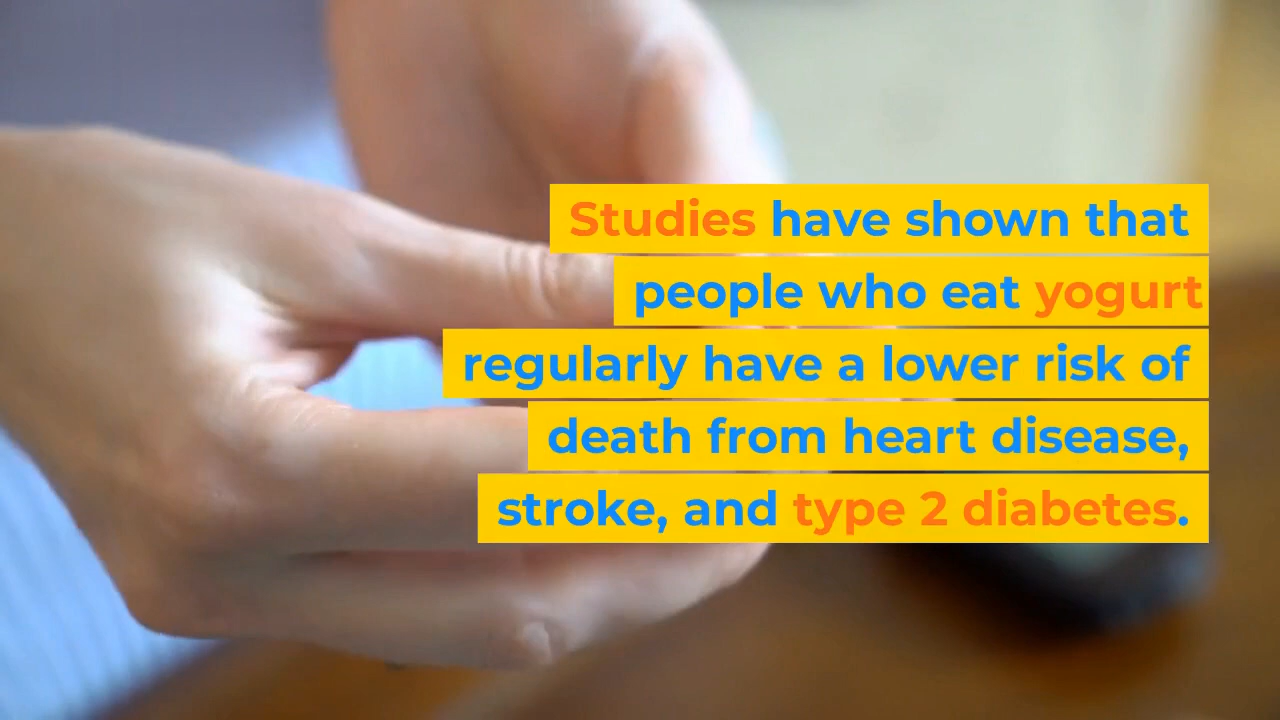 Studies have shown that
people who eat yogurt
regularly have a lower risk of
death from heart disease,
stroke, and type 2 diabetes.